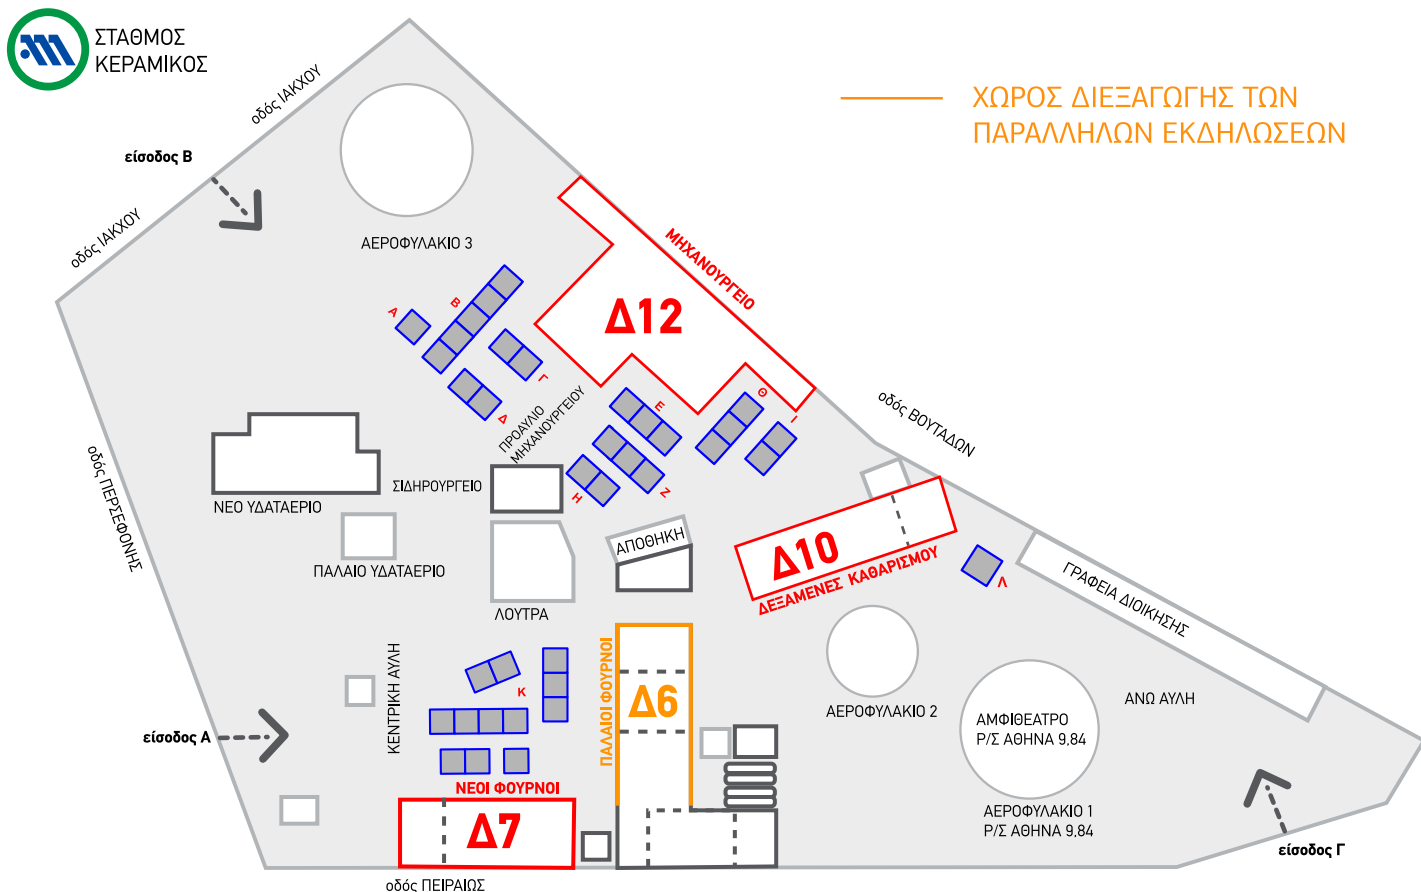 ΣΤΑΘΜΟΣ
ΚΕΡΑΜΙΚΟΣ
οδός ΙΑΚΧΟΥ
ΧΩΡΟΣ ΔΙΕΞΑΓΩΓΗΣ ΤΩΝ
ΠΑΡΑΛΛΗΛΩΝ ΕΚΔΗΛΩΣΕΩΝ
είσοδος Β
οδός ΙΑΚΧΟΥ
ΑΕΡΟΦΥΛΑΚΙΟ 3
ΜΗΧΑΝΟΥΡΓΕΙΟ
Α
Β
Δ12
Γ
Δ
Ε
Θ
Ι
ΠΡΟΑΥΛΙΟ
ΜΗΧΑΝΟΥΡΓΕΙΟΥ
οδός ΒΟΥΤΑΔΩΝ
οδός ΠΕΡΣΕΦΟΝΗΣ
ΣΙΔΗΡΟΥΡΓΕΙΟ
Η
Ζ
ΝΕΟ ΥΔΑΤΑΕΡΙΟ
ΑΠΟΘΗΚΗ
Δ10
ΔΕΞΑΜΕΝΕΣ ΚΑΘΑΡΙΣΜΟΥ
Λ
ΠΑΛΑΙΟ ΥΔΑΤΑΕΡΙΟ
ΓΡΑΦΕΙΑ ΔΙΟΙΚΗΣΗΣ
ΛΟΥΤΡΑ
ΚΕΝΤΡΙΚΗ ΑΥΛΗ
Κ
ΠΑΛΑΙΟΙ ΦΟΥΡΝΟΙ
Δ6
ΑΕΡΟΦΥΛΑΚΙΟ 2
ΑΝΩ ΑΥΛΗ
ΑΜΦΙΘΕΑΤΡΟ
Ρ/Σ ΑΘΗΝΑ 9,84
είσοδος Α
ΝΕΟΙ ΦΟΥΡΝΟΙ
Δ7
ΑΕΡΟΦΥΛΑΚΙΟ 1
Ρ/Σ ΑΘΗΝΑ 9,84
είσοδος Γ
οδός ΠΕΙΡΑΙΩΣ